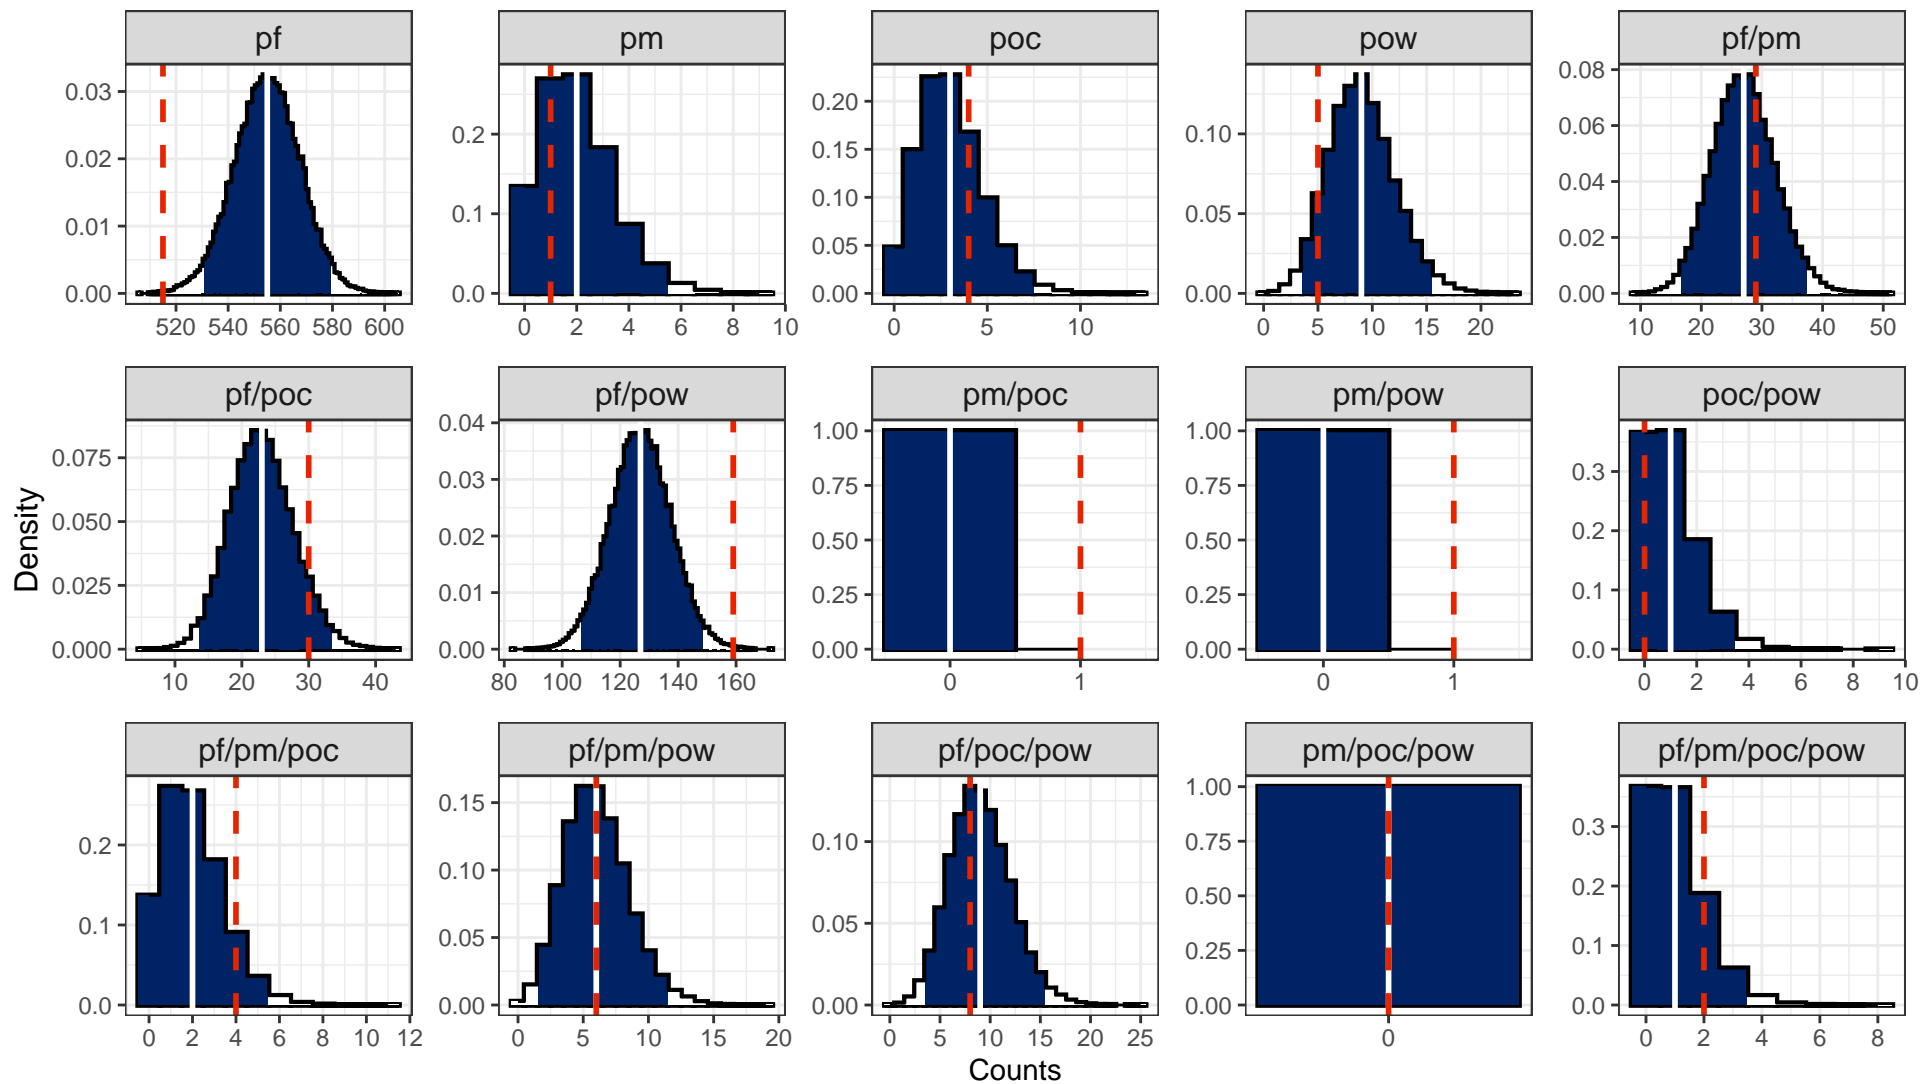 pf pm poc pow pf/pm
0.03 0.02 0.01 0.00
0.2 0.1 0.0
0.20 0.15 0.10 0.05 0.00
0.10 0.05 0.00
0.08 0.06 0.04 0.02 0.00
520 540 560 580 600
0 2 4 6 8 10
0 5 10
0 5 10 15 20
10 20 30 40 50
pf/poc pf/pow pm/poc pm/pow poc/pow
Density
0.075 0.050 0.025 0.000
0.04 0.03 0.02 0.01 0.00
1.00 0.75 0.50 0.25 0.00
1.00 0.75 0.50 0.25 0.00
0.3 0.2 0.1 0.0
10 20 30 40
80 100 120 140 160
0 1
0 1
0 2 4 6 8 10
pf/pm/poc pf/pm/pow pf/poc/pow pm/poc/pow pf/pm/poc/pow
0.2 0.1 0.0
0.15 0.10 0.05 0.00
0.10 0.05 0.00
1.00 0.75 0.50 0.25 0.00
0.3 0.2 0.1 0.0
0 2 4 6 8 10 12
0 5 10 15 20
0 5 10 15 20 25
0
0 2 4 6 8
Counts